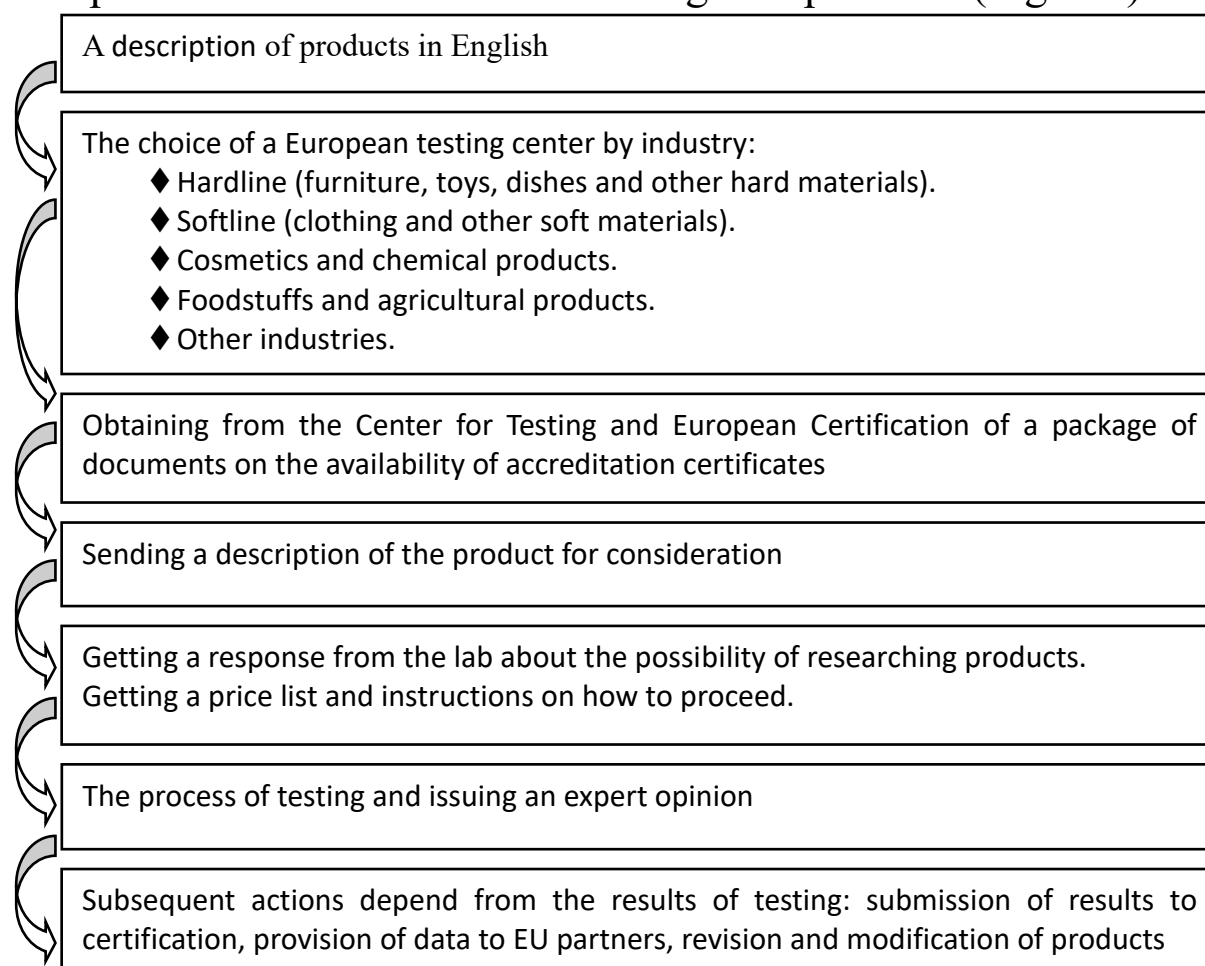 A description of products in English
The choice of a European testing center by industry:
♦ Hardline (furniture, toys, dishes and other hard materials).
♦ Softline (clothing and other soft materials).
♦ Cosmetics and chemical products.
♦ Foodstuffs and agricultural products.
♦ Other industries.
Obtaining from the Center for Testing and European Certification of a package of
documents on the availability of accreditation certificates
Sending a description of the product for consideration
Getting a response from the lab about the possibility of researching products.
Getting a price list and instructions on how to proceed.
The process of testing and issuing an expert opinion
Subsequent actions depend from the results of testing: submission of results to
certification, provision of data to EU partners, revision and modification of products